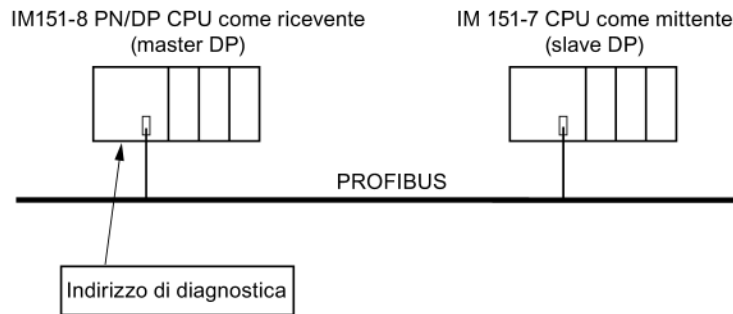 IM151-8 PN/DP CPU come ricevente
(master DP)
IM 151-7 CPU come mittente
(slave DP)
PROFIBUS
Indirizzo di diagnostica